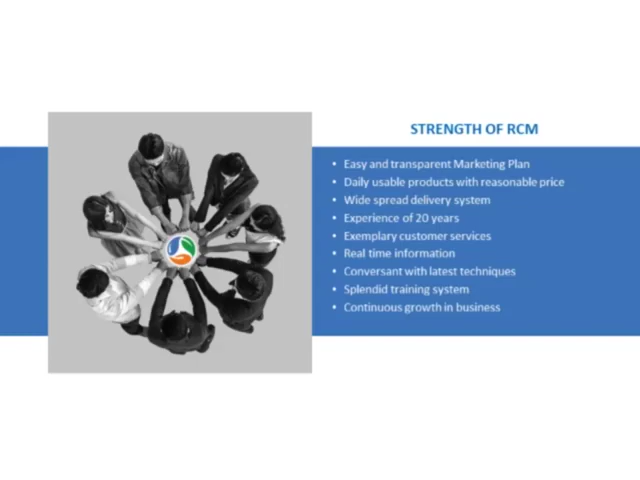 STRENGTH OF RCM
• Easy and transparent Marketing Plan
• Daily usable products with reasonable price
• Wide spread delivery system
• Experience of 20 years
• Exemplary customer services
• Real time information
• Conversant with latest techniques
• Splendid training system
• Continuous growth in business